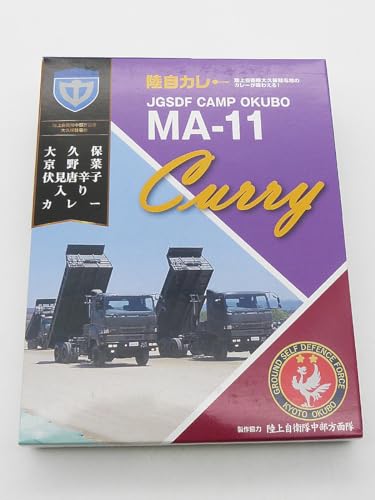 陸自カレー
陸上自衛隊大久保駐屯地の
カレーが味わえる!
JGSDF CAMP OKUBO
MA-11
Curry
陸上自衛隊中部方面隊
大久保駐屯地
大久保
京野菜
伏見唐辛子
入り
カレー
GROUND SELF DEFENCE FORCE
KYOTO OKUBO
製作協力 陸上自衛隊中部方面隊